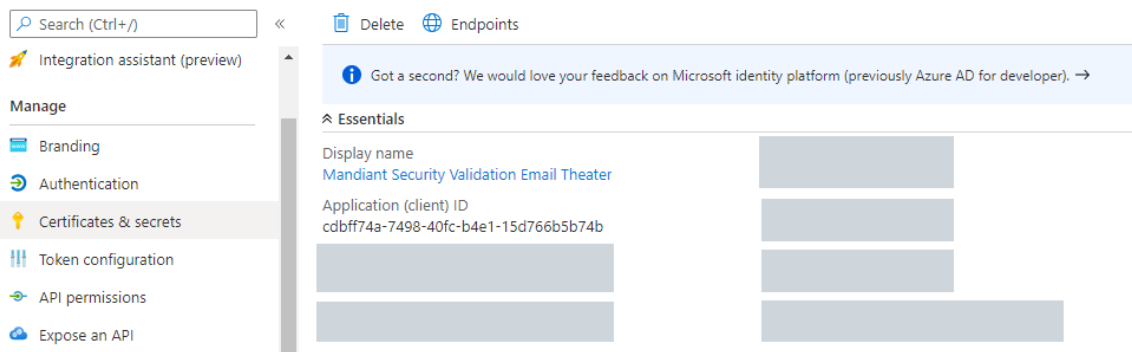 Search (Ctrl+/)
«
Integration assistant (preview)
Manage
Branding
Authentication
Certificates & secrets
Token configuration
API permissions
Expose an API
Delete
Endpoints
Got a second? We would love your feedback on Microsoft identity platform (previously Azure AD for developer). →
Essentials
Display name
Mandiant Security Validation Email Theater
Application (client) ID
cdbff74a-7498-40fc-b4e1-15d766b5b74b